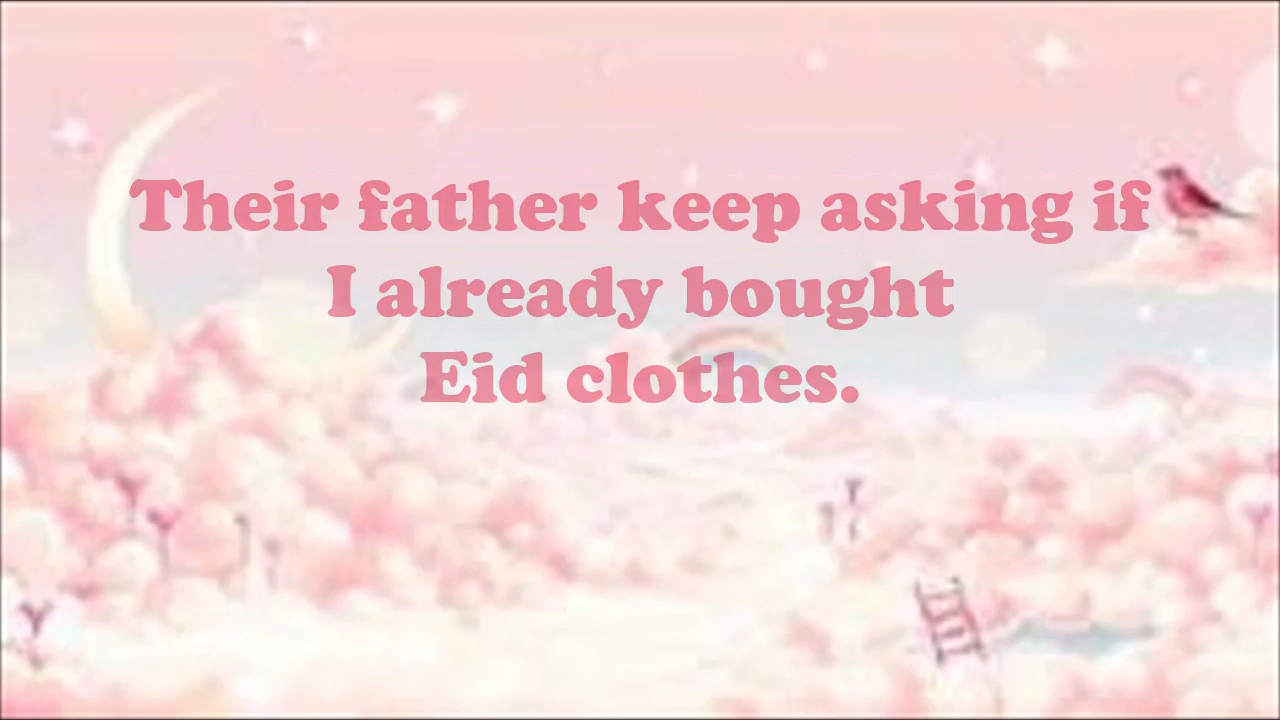 Their father keep asking if
I already bought
Eid clothes.